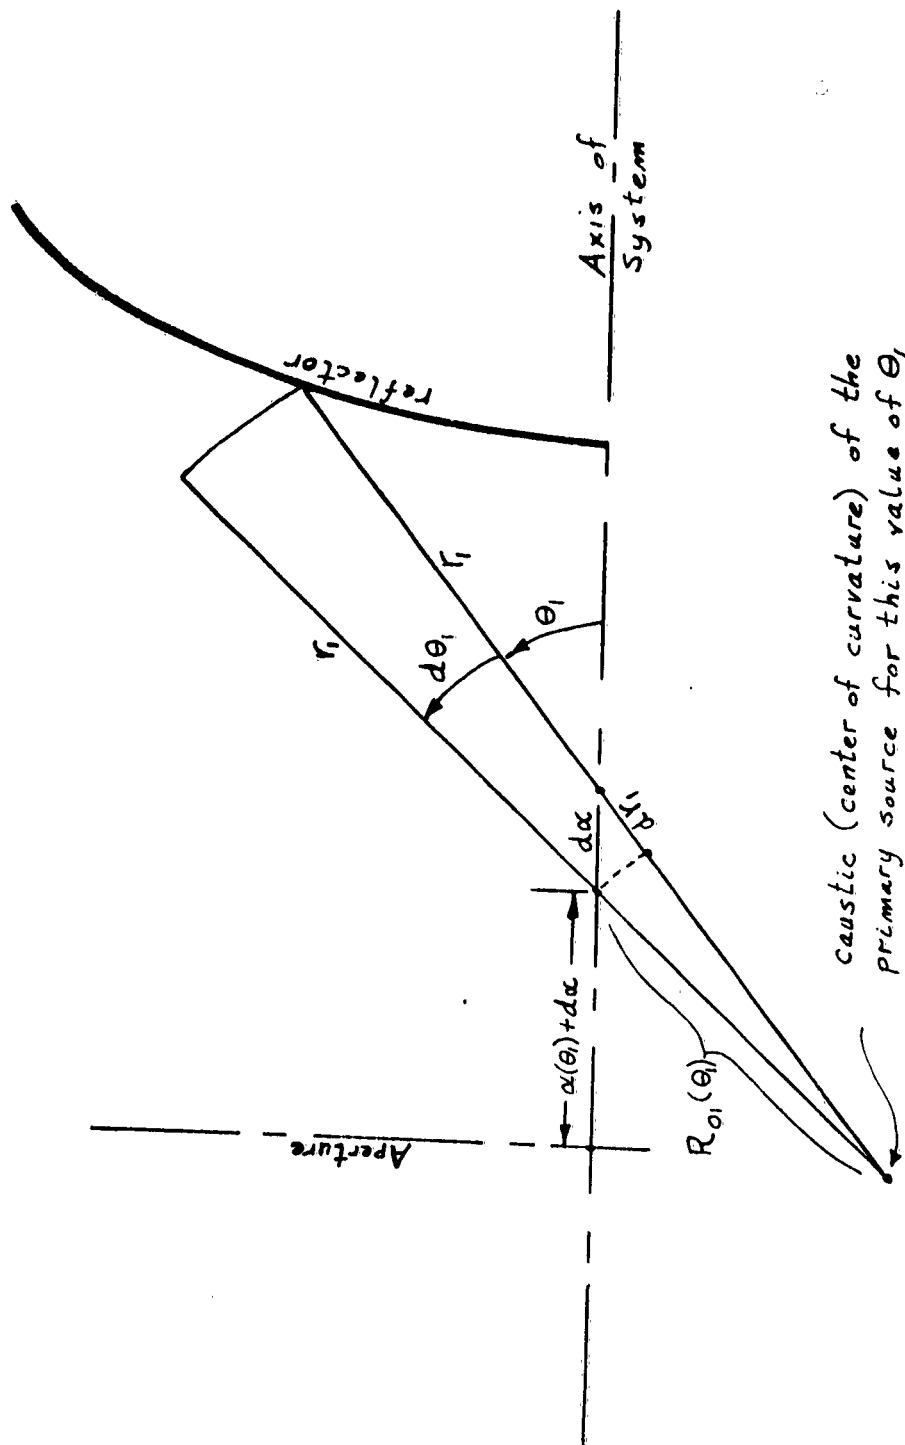 Axis of
System
reflector
r₁
r₁
θ₁
dθ₁
dα
dr₁
α(θ₁)+dα
Aperture
R₀₁(θ₁)
caustic (center of curvature) of the
primary source for this value of θ₁